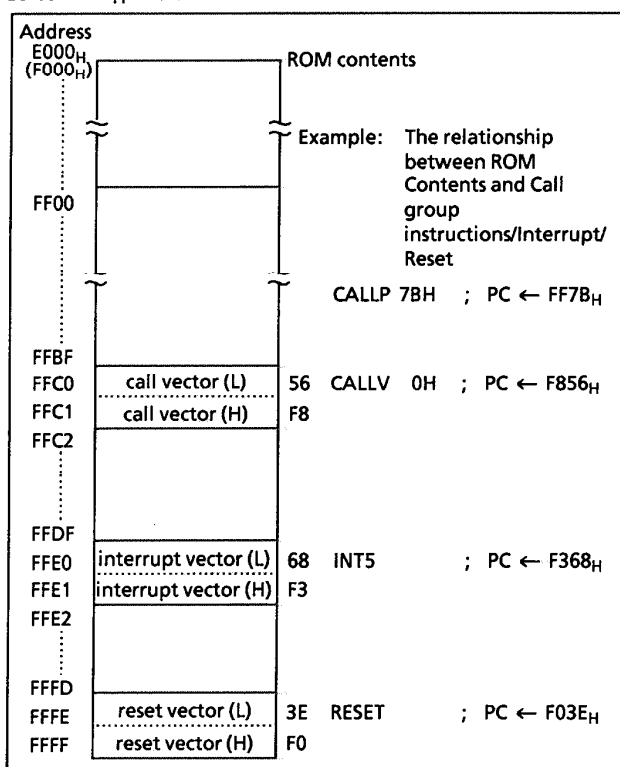 Address
E000H
(F000H)
ROM contents
Example: The relationship
between ROM
Contents and Call
group
instructions/Interrupt/
Reset
FF00
CALLP 7BH ; PC ← FF7BH
FFBF
FFC0 call vector (L) 56 CALLV 0H ; PC ← F856H
FFC1 call vector (H) F8
FFC2
FFDF
FFE0 interrupt vector (L) 68 INT5 ; PC ← F368H
FFE1 interrupt vector (H) F3
FFE2
FFFD
FFFE reset vector (L) 3E RESET ; PC ← F03EH
FFFF reset vector (H) F0